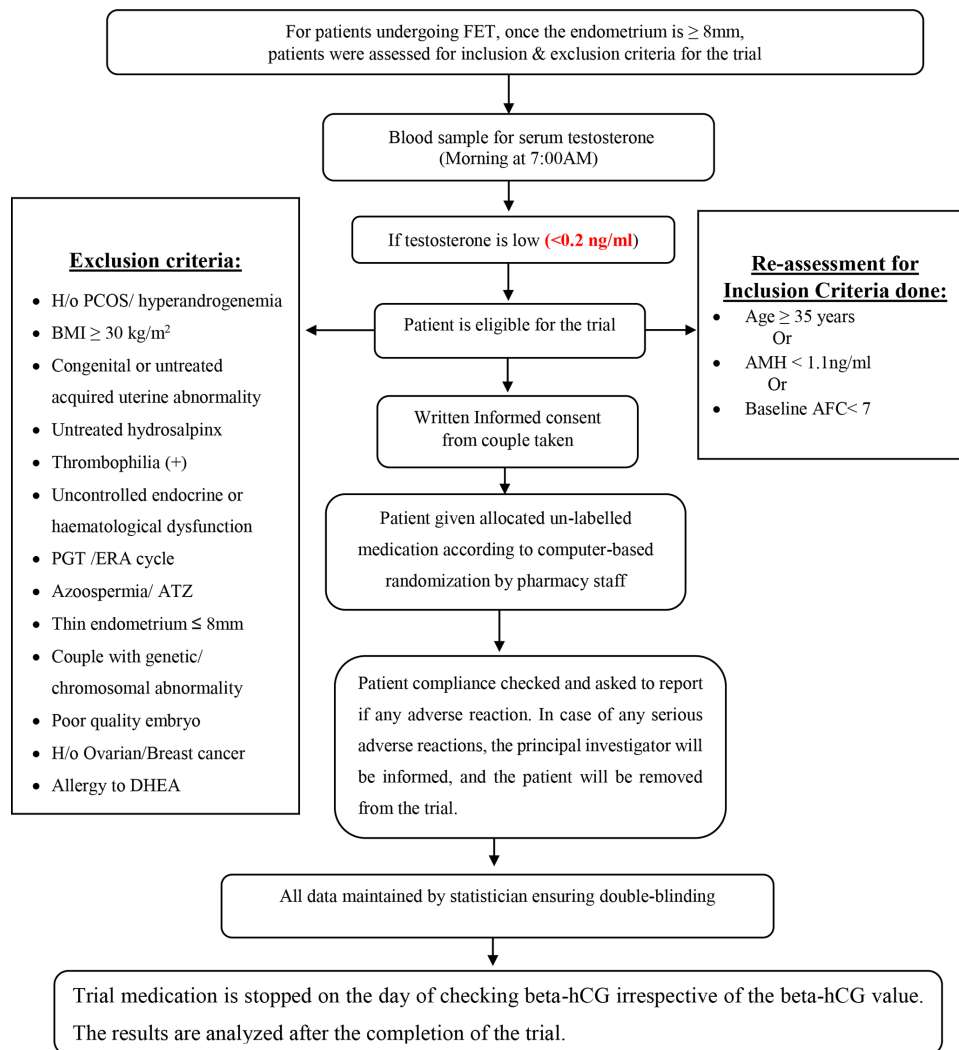 For patients undergoing FET, once the endometrium is ≥ 8mm,
patients were assessed for inclusion & exclusion criteria for the trial
Blood sample for serum testosterone
(Morning at 7:00AM)
If testosterone is low (<0.2 ng/ml)
Patient is eligible for the trial
Exclusion criteria:
• H/o PCOS/ hyperandrogenemia
• BMI ≥ 30 kg/m²
• Congenital or untreated
acquired uterine abnormality
• Untreated hydrosalpinx
• Thrombophilia (+)
• Uncontrolled endocrine or
haematological dysfunction
• PGT /ERA cycle
• Azoospermia/ ATZ
• Thin endometrium ≤ 8mm
• Couple with genetic/
chromosomal abnormality
• Poor quality embryo
• H/o Ovarian/Breast cancer
• Allergy to DHEA
Re-assessment for
Inclusion Criteria done:
• Age ≥ 35 years
Or
• AMH < 1.1ng/ml
Or
• Baseline AFC< 7
Written Informed consent
from couple taken
Patient given allocated un-labelled
medication according to computer-based
randomization by pharmacy staff
Patient compliance checked and asked to report
if any adverse reaction. In case of any serious
adverse reactions, the principal investigator will
be informed, and the patient will be removed
from the trial.
All data maintained by statistician ensuring double-blinding
Trial medication is stopped on the day of checking beta-hCG irrespective of the beta-hCG value.
The results are analyzed after the completion of the trial.